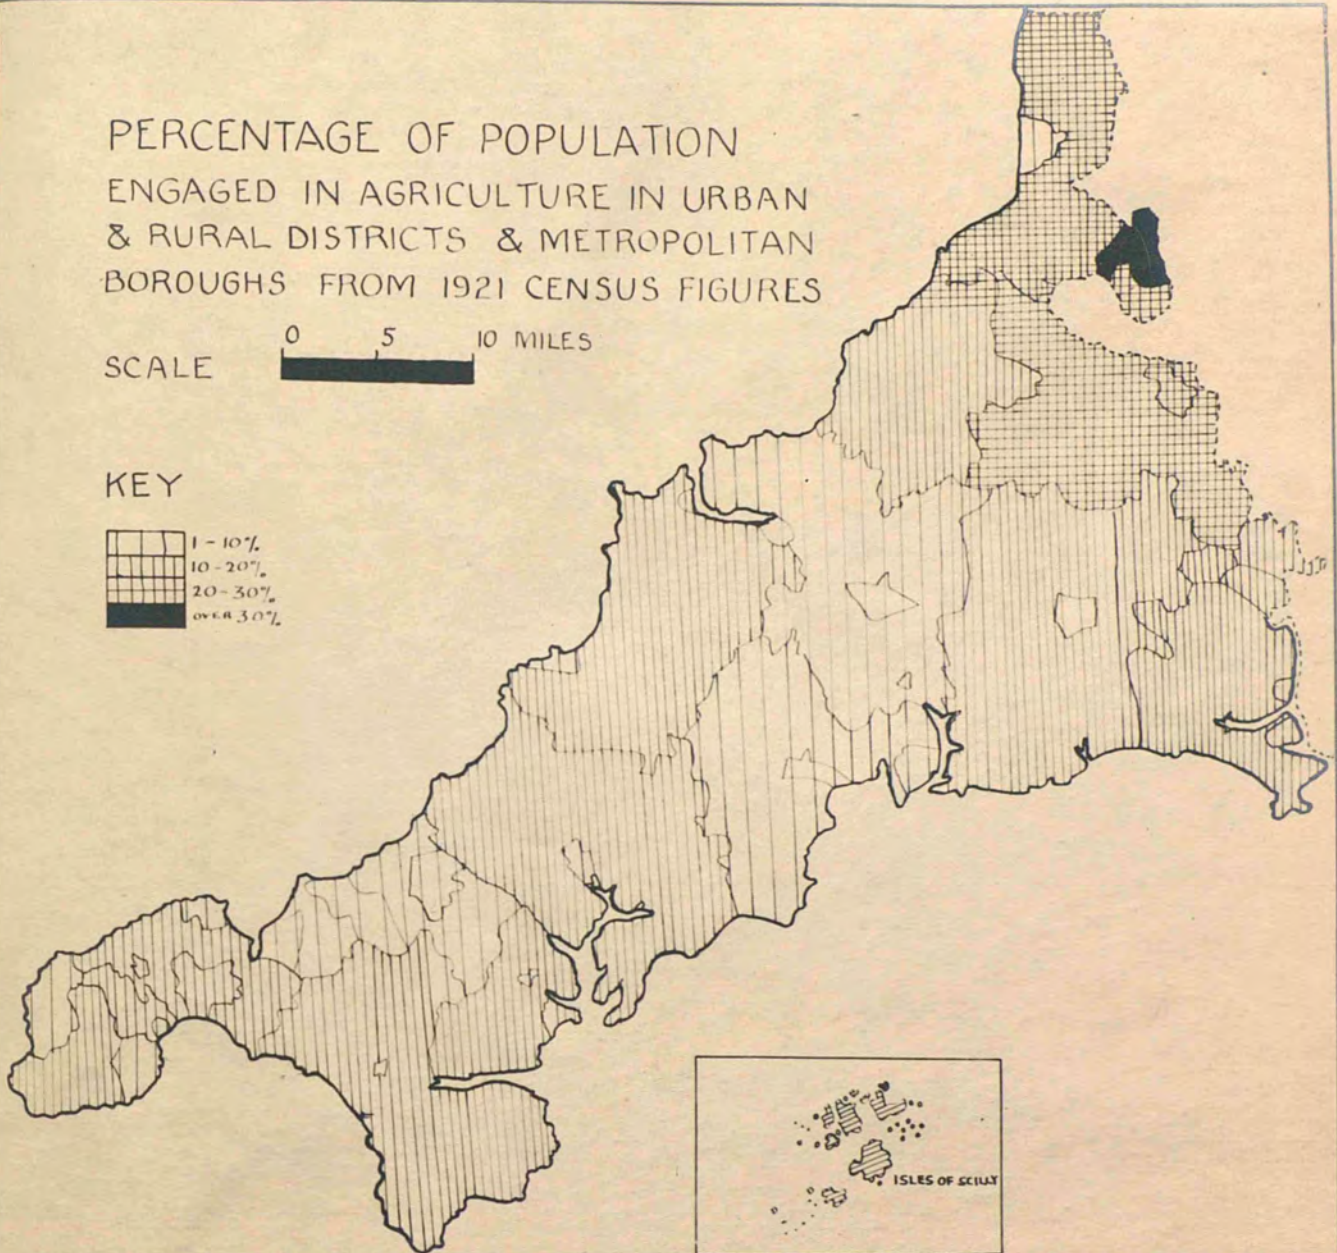 PERCENTAGE OF POPULATION
ENGAGED IN AGRICULTURE IN URBAN
& RURAL DISTRICTS & METROPOLITAN
BOROUGHS FROM 1921 CENSUS FIGURES
0 5 10 MILES
SCALE
KEY
1-10%
10-20%
20-30%
OVER 30%
ISLES OF SCILLY